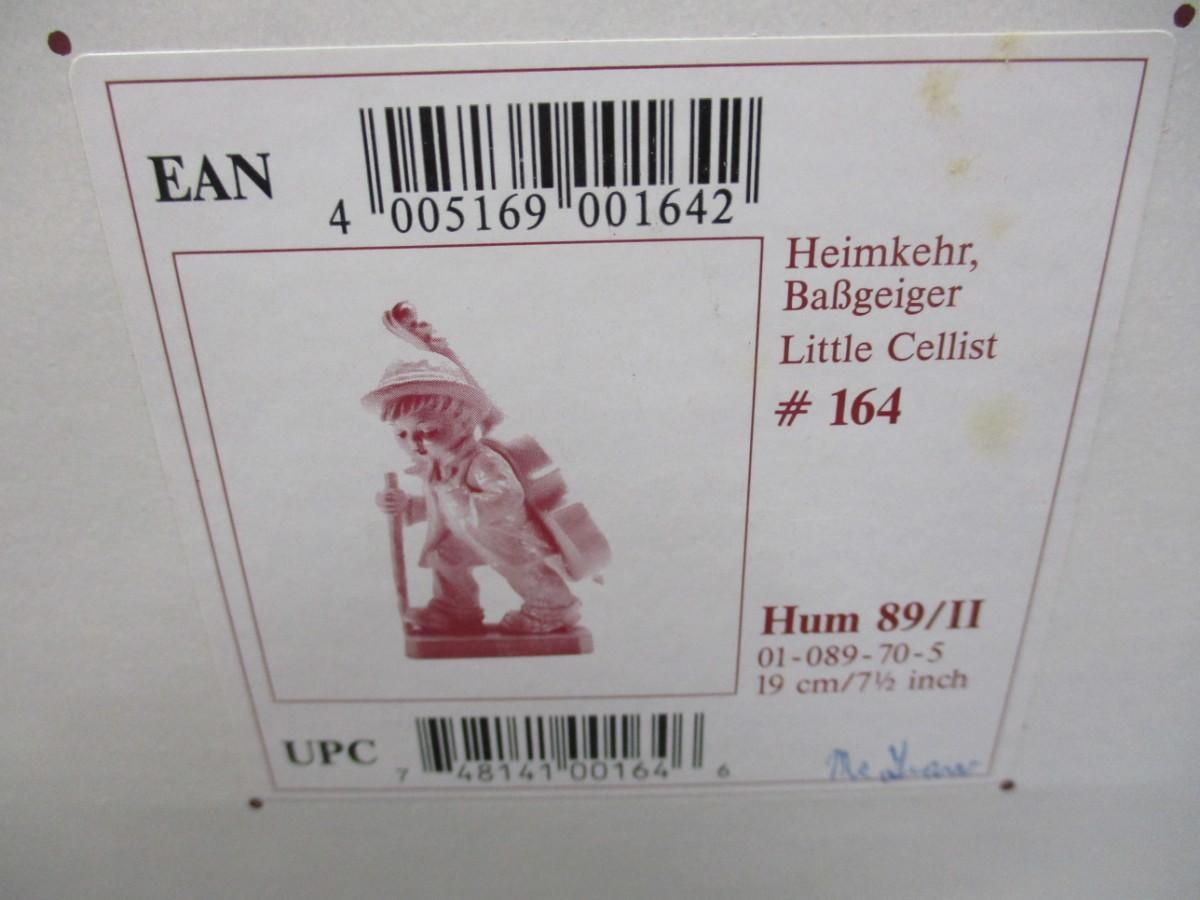 EAN
4 005169 001642
Heimkehr,
Baßgeiger
Little Cellist
# 164
Hum 89/II
01-089-70-5
19 cm/7½ inch
UPC
7 48141 00164 6